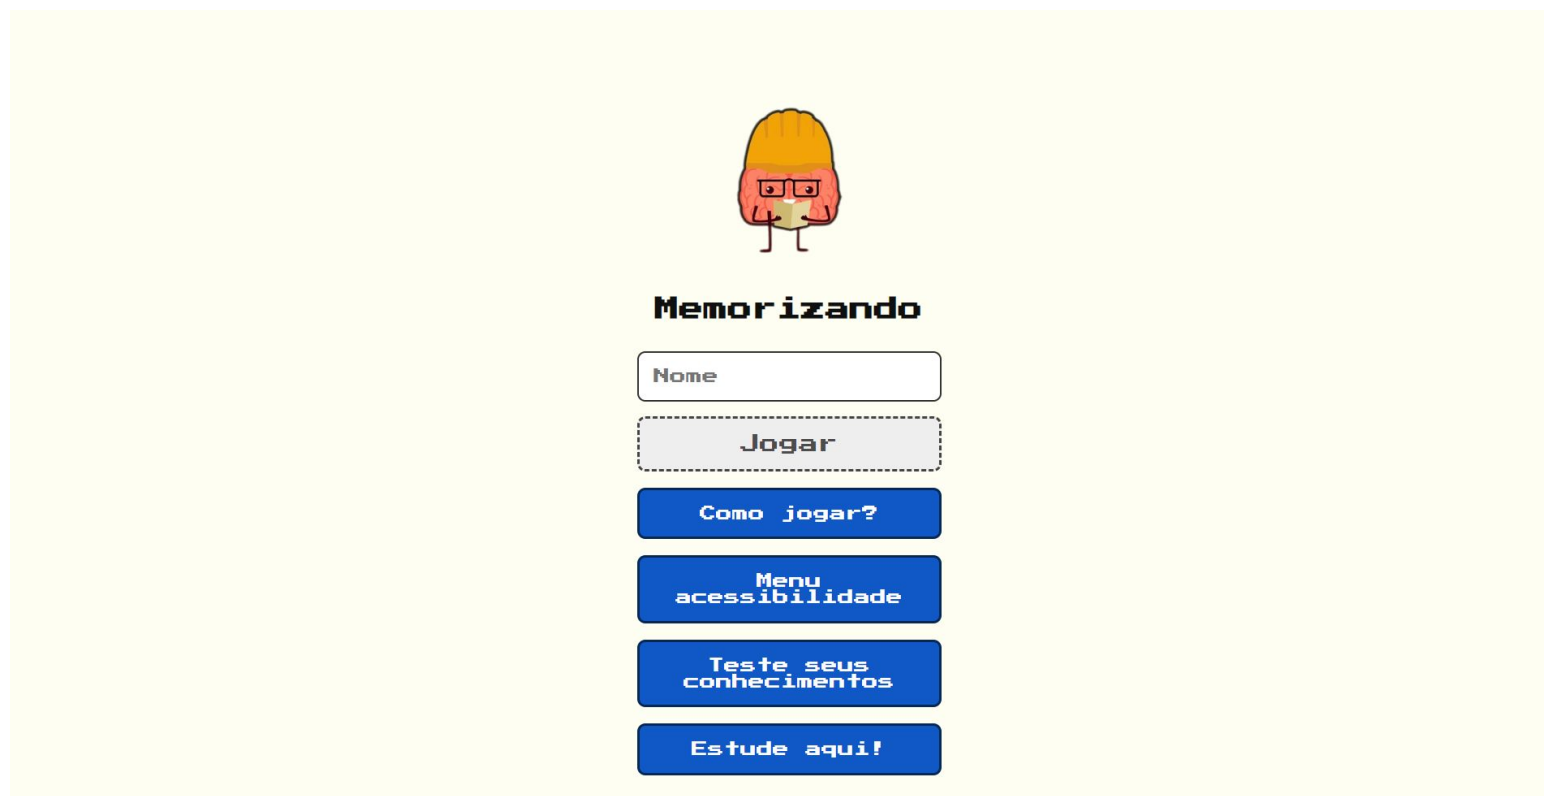 Memorizando
Nome
Jogar
Como jogar?
Menu
acessibilidade
Teste seus
conhecimentos
Estude aqui!